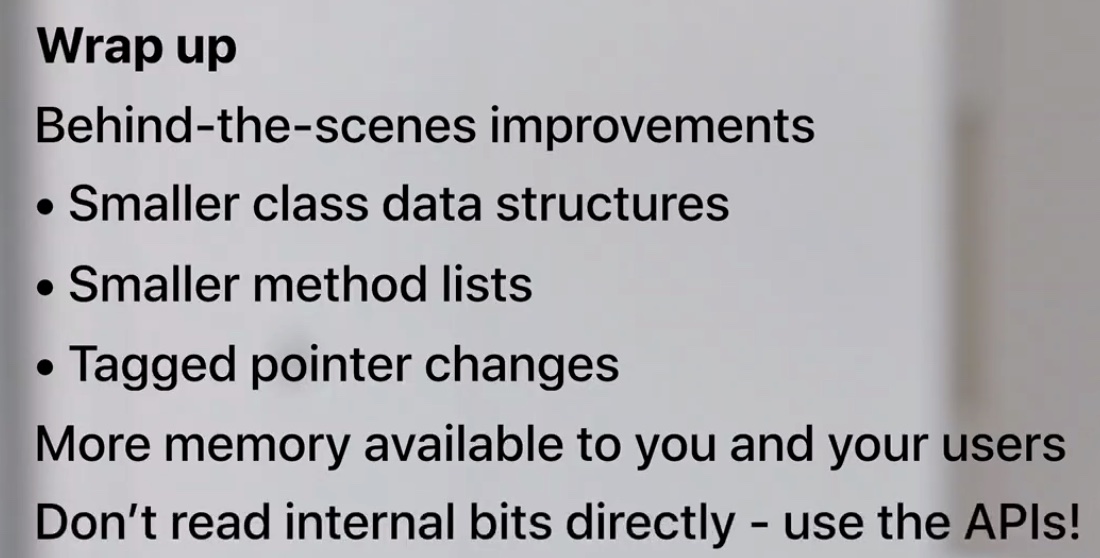 Wrap up
Behind-the-scenes improvements
• Smaller class data structures
• Smaller method lists
• Tagged pointer changes
More memory available to you and your users
Don’t read internal bits directly - use the APIs!